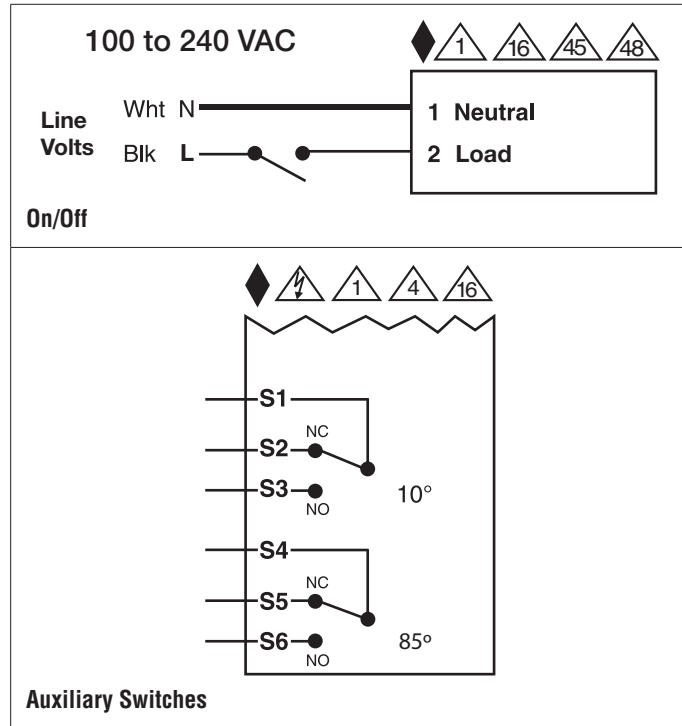 100 to 240 VAC
1 16 45 48
Line Volts
Wht N
Blk L
1 Neutral
2 Load
On/Off
1 4 16
S1
NC
S2
S3
NO
10°
S4
NC
S5
S6
NO
85º
Auxiliary Switches